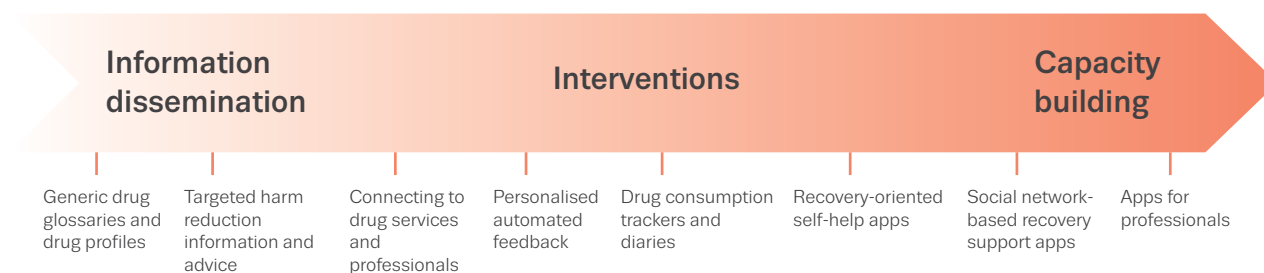 Information
dissemination
Interventions
Capacity
building
Generic drug
glossaries and
drug profiles
Targeted harm
reduction
information and
advice
Connecting to
drug services
and
professionals
Personalised
automated
feedback
Drug consumption
trackers and
diaries
Recovery-oriented
self-help apps
Social network-
based recovery
support apps
Apps for
professionals